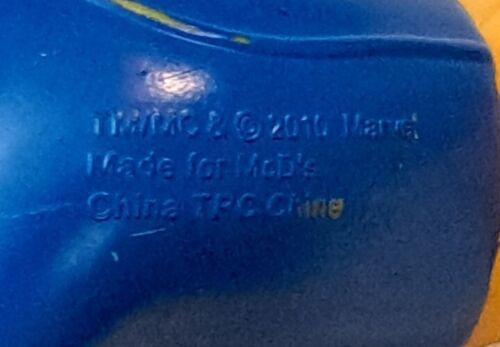 TM/MC & © 2010 Marvel
Made for McD's
China TPC Chine